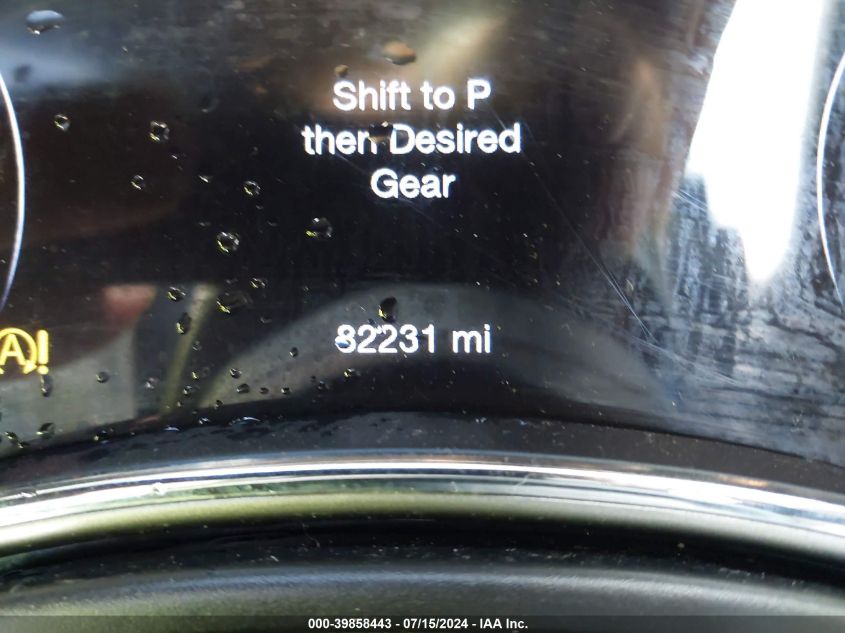 Shift to P
then Desired
Gear
82231 mi
(A)!
000-39858443 - 07/15/2024 - IAA Inc.